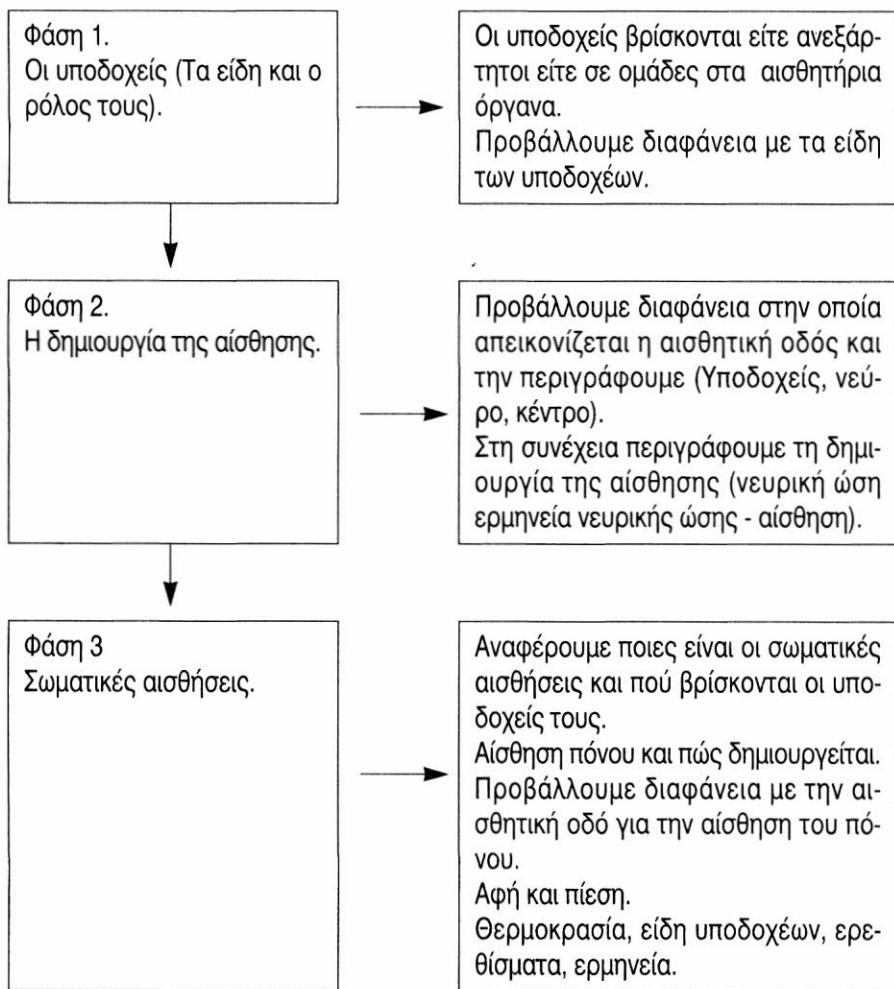 Φάση 1.
Οι υποδοχείς (Τα είδη και ο
ρόλος τους).
Οι υποδοχείς βρίσκονται είτε ανεξάρ-
τητοι είτε σε ομάδες στα αισθητήρια
όργανα.
Προβάλλουμε διαφάνεια με τα είδη
των υποδοχέων.
Φάση 2.
Η δημιουργία της αίσθησης.
Προβάλλουμε διαφάνεια στην οποία
απεικονίζεται η αισθητική οδός και
την περιγράφουμε (Υποδοχείς, νεύ-
ρο, κέντρο).
Στη συνέχεια περιγράφουμε τη δημι-
ουργία της αίσθησης (νευρική ώση
ερμηνεία νευρικής ώσης - αίσθηση).
Φάση 3
Σωματικές αισθήσεις.
Αναφέρουμε ποιες είναι οι σωματικές
αισθήσεις και πού βρίσκονται οι υπο-
δοχείς τους.
Αίσθηση πόνου και πώς δημιουργείται.
Προβάλλουμε διαφάνεια με την αι-
σθητική οδό για την αίσθηση του πό-
νου.
Αφή και πίεση.
Θερμοκρασία, είδη υποδοχέων, ερε-
θίσματα, ερμηνεία.